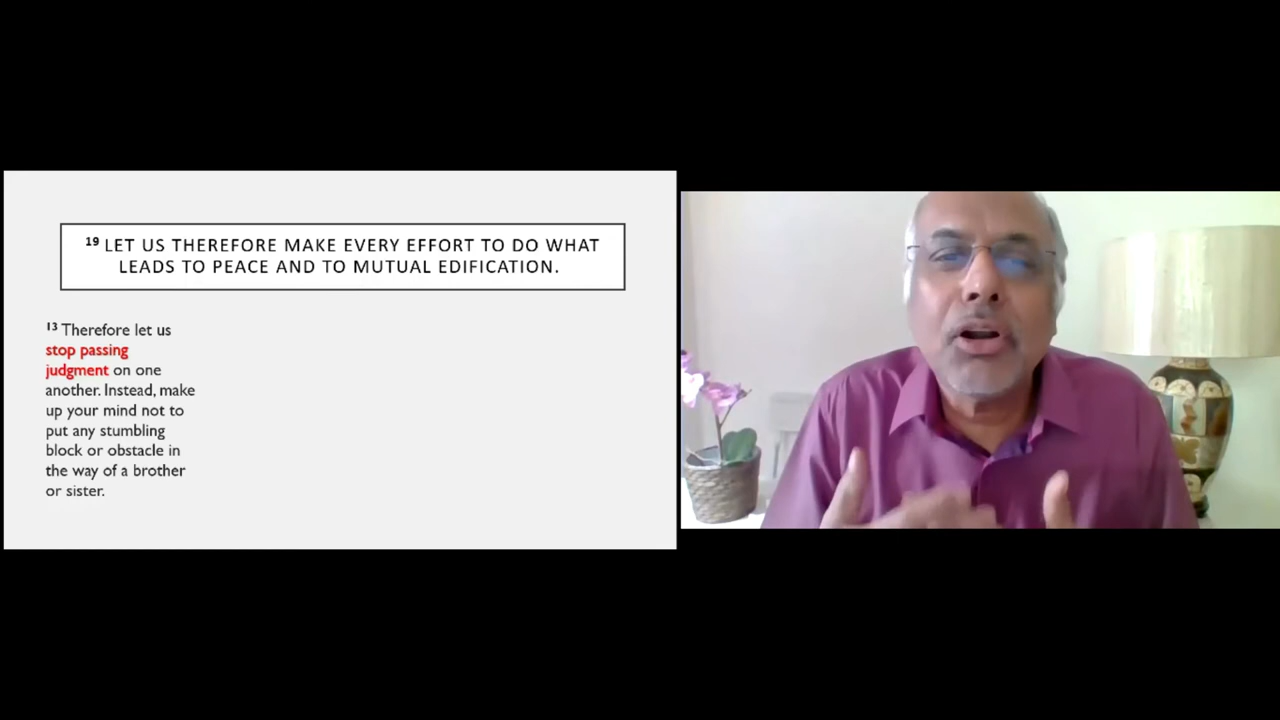 19 LET US THEREFORE MAKE EVERY EFFORT TO DO WHAT
LEADS TO PEACE AND TO MUTUAL EDIFICATION.
13 Therefore let us
stop passing
judgment on one
another. Instead, make
up your mind not to
put any stumbling
block or obstacle in
the way of a brother
or sister.